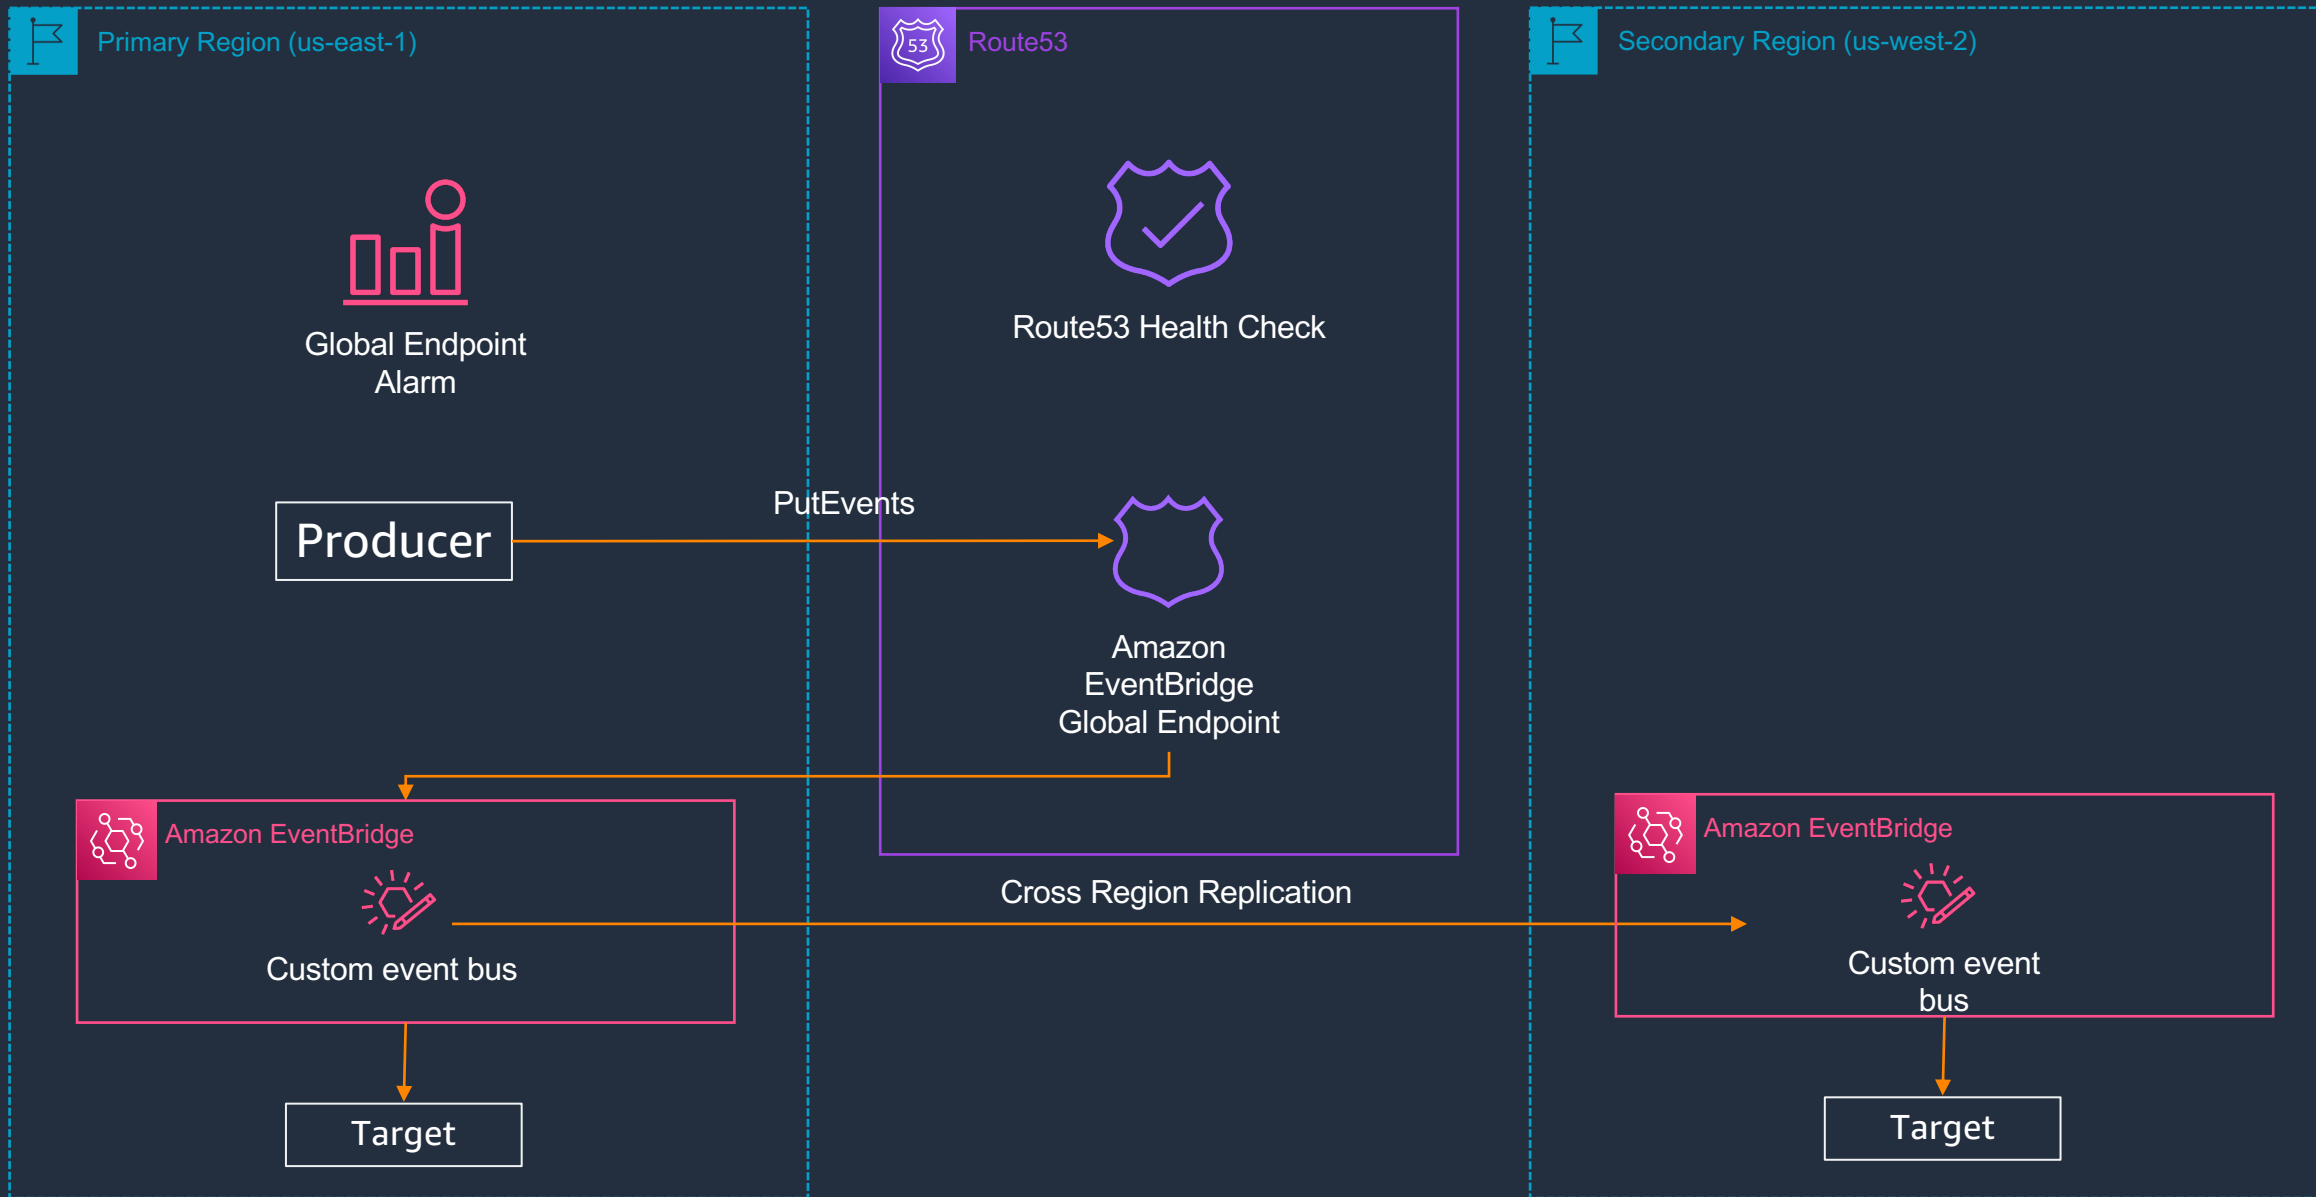 Primary Region (us-east-1)
53
Route53
Secondary Region (us-west-2)
Global Endpoint
Alarm
Route53 Health Check
Producer
PutEvents
Amazon
EventBridge
Global Endpoint
Amazon EventBridge
Custom event bus
Cross Region Replication
Amazon EventBridge
Custom event
bus
Target
Target